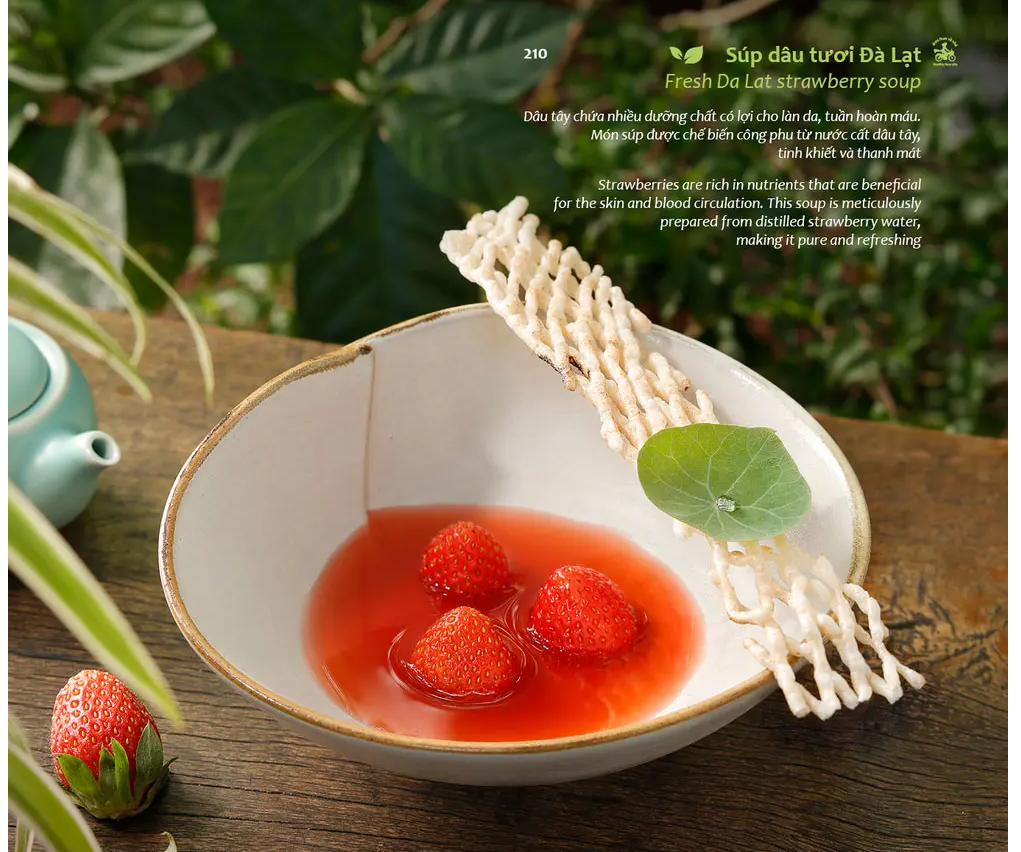 210
Súp dâu tươi Đà Lạt
Fresh Da Lat strawberry soup
Dâu tây chứa nhiều dưỡng chất có lợi cho làn da, tuần hoàn máu.
Món súp được chế biến công phu từ nước cất dâu tây,
tinh khiết và thanh mát
Strawberries are rich in nutrients that are beneficial
for the skin and blood circulation. This soup is meticulously
prepared from distilled strawberry water,
making it pure and refreshing